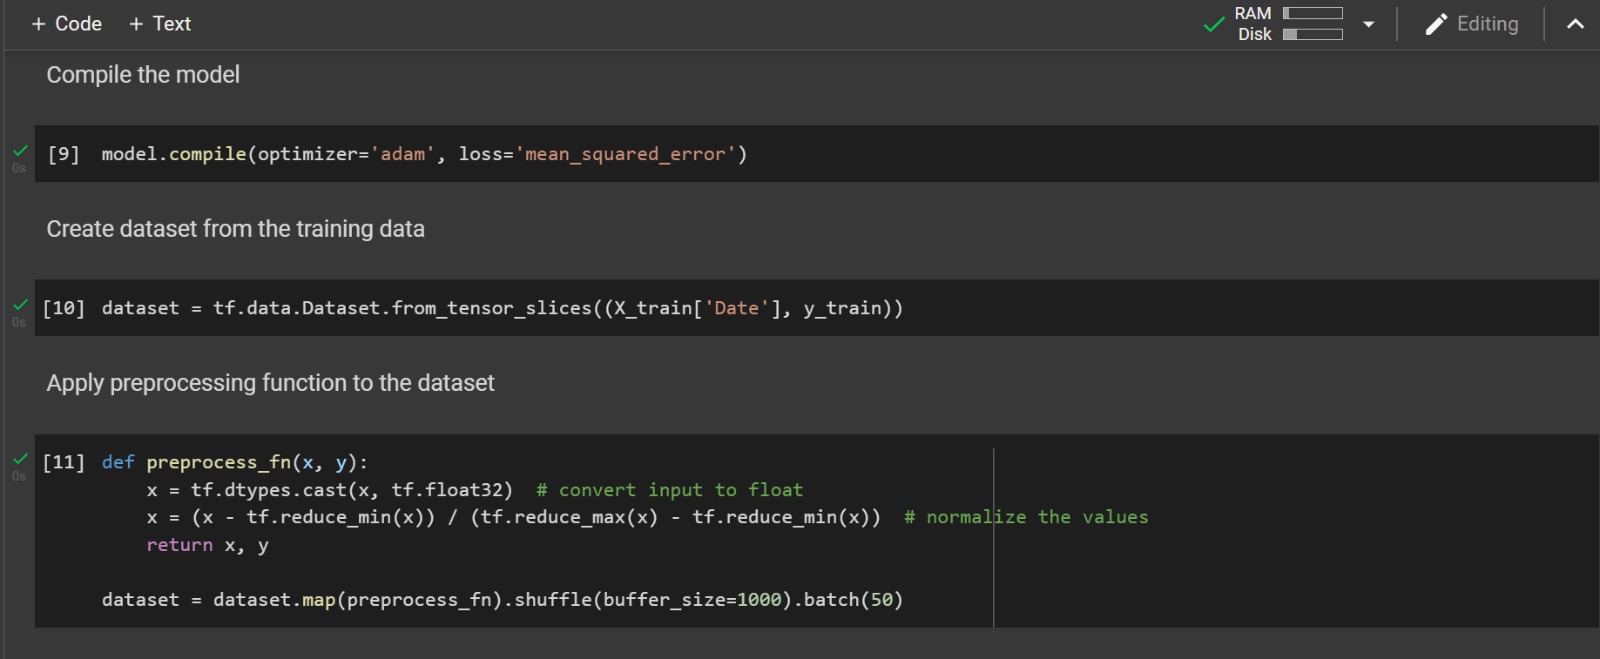 + Code + Text
RAM
Disk
Editing
Compile the model
[9] model.compile(optimizer='adam', loss='mean_squared_error')
0s
Create dataset from the training data
[10] dataset = tf.data.Dataset.from_tensor_slices((X_train['Date'], y_train))
0s
Apply preprocessing function to the dataset
[11] def preprocess_fn(x, y):
0s
    x = tf.dtypes.cast(x, tf.float32)  # convert input to float
    x = (x - tf.reduce_min(x)) / (tf.reduce_max(x) - tf.reduce_min(x))  # normalize the values
    return x, y
dataset = dataset.map(preprocess_fn).shuffle(buffer_size=1000).batch(50)